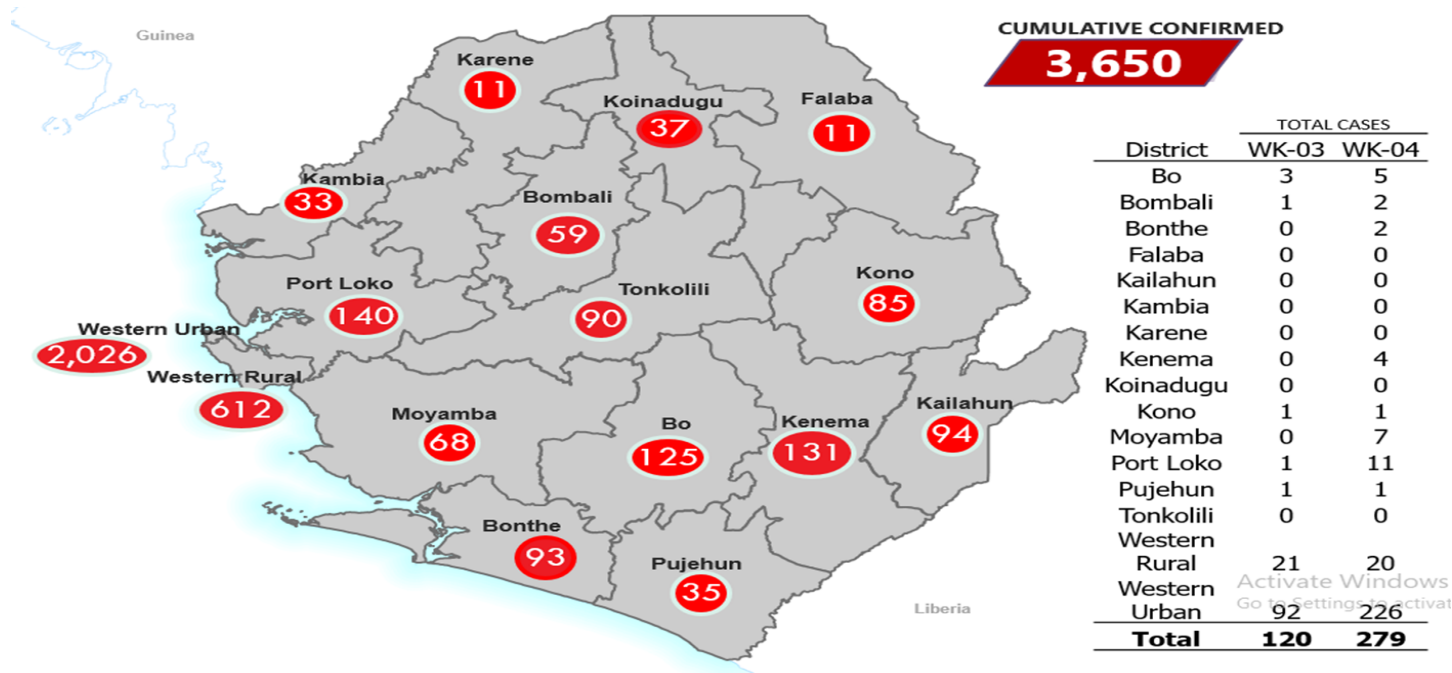 Guinea
CUMULATIVE CONFIRMED
3,650
Karene
11
Koinadugu
37
Falaba
11
Kambia
33
Bombali
59
Port Loko
140
Tonkolili
90
Kono
85
Western Urban
2,026
Western Rural
612
Moyamba
68
Bo
125
Kenema
131
Kailahun
94
Bonthe
93
Pujehun
35
Liberia
TOTAL CASES
District WK-03 WK-04
Bo 3 5
Bombali 1 2
Bonthe 0 2
Falaba 0 0
Kailahun 0 0
Kambia 0 0
Karene 0 0
Kenema 0 4
Koinadugu 0 0
Kono 1 1
Moyamba 0 7
Port Loko 1 11
Pujehun 1 1
Tonkolili 0 0
Western
Rural 21 20
Western
Urban 92 226
Total 120 279
Activate Windows
Go to Settings to activat